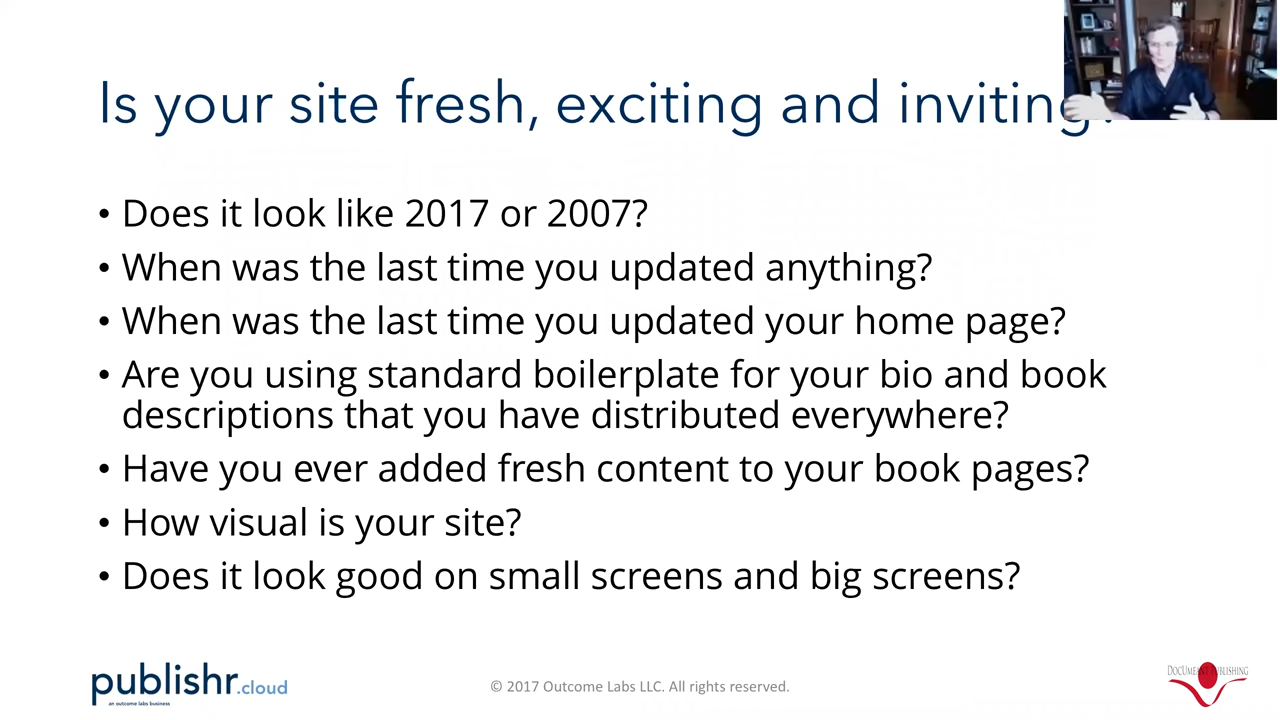 Is your site fresh, exciting and inviting
• Does it look like 2017 or 2007?
• When was the last time you updated anything?
• When was the last time you updated your home page?
• Are you using standard boilerplate for your bio and book
descriptions that you have distributed everywhere?
• Have you ever added fresh content to your book pages?
• How visual is your site?
• Does it look good on small screens and big screens?
publishr.cloud
an outcome labs business
© 2017 Outcome Labs LLC. All rights reserved.
DOCUMEANT PUBLISHING